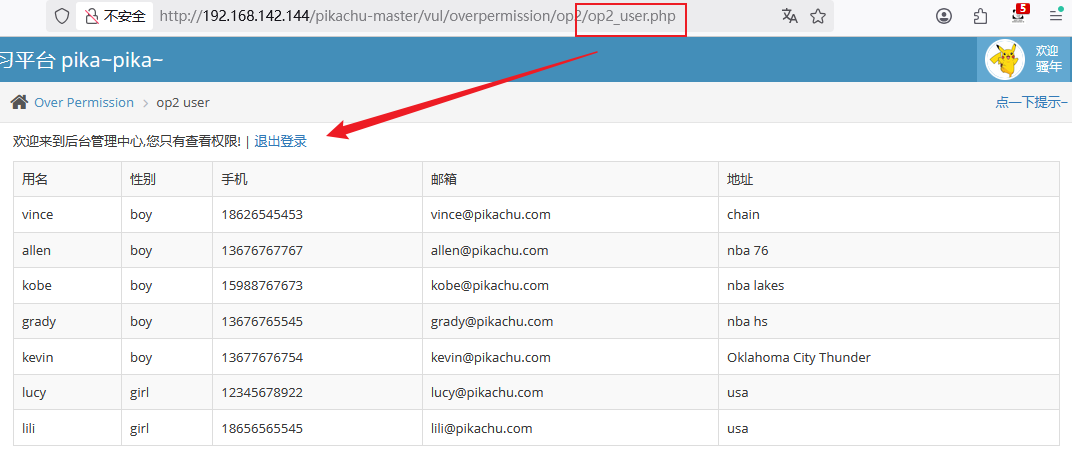 不安全 http://192.168.142.144/pikachu-master/vul/overpermission/op2/op2_user.php 5
习平台 pika~pika~ 欢迎
骚年
Over Permission > op2 user 点一下提示~
欢迎来到后台管理中心,您只有查看权限! | 退出登录
用名 性别 手机 邮箱 地址
vince boy 18626545453 vince@pikachu.com chain
allen boy 13676767767 allen@pikachu.com nba 76
kobe boy 15988767673 kobe@pikachu.com nba lakes
grady boy 13676765545 grady@pikachu.com nba hs
kevin boy 13677676754 kevin@pikachu.com Oklahoma City Thunder
lucy girl 12345678922 lucy@pikachu.com usa
lili girl 18656565545 lili@pikachu.com usa